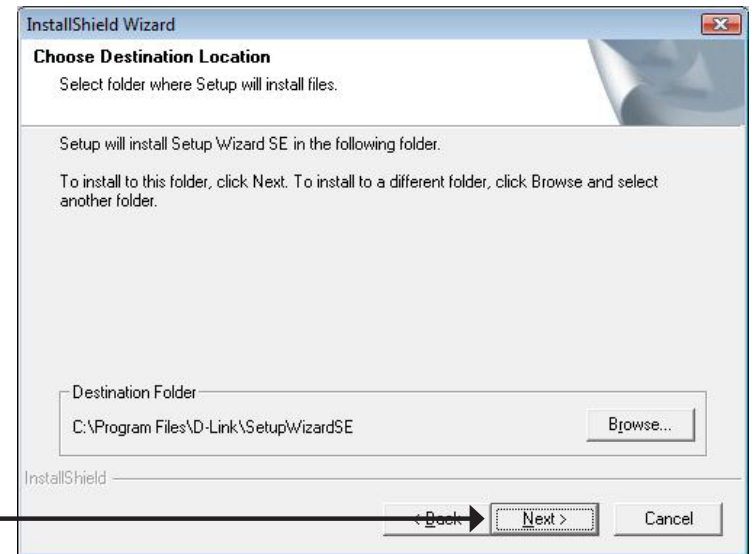 InstallShield Wizard
Choose Destination Location
Select folder where Setup will install files.
Setup will install Setup Wizard SE in the following folder.
To install to this folder, click Next. To install to a different folder, click Browse and select
another folder.
Destination Folder
C:\Program Files\D-Link\SetupWizardSE
Browse...
InstallShield
< Back
Next >
Cancel